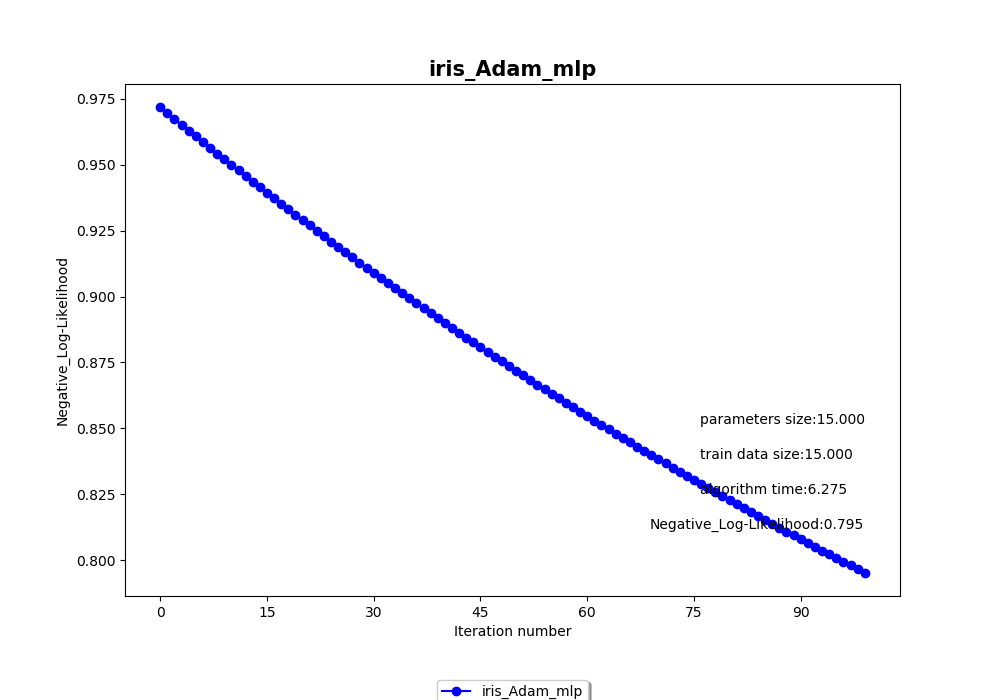 iris_Adam_mlp
0.975
0.950
0.925
0.900
0.875
0.850
0.825
0.800
Negative_Log-Likelihood
parameters size:15.000
train data size:15.000
algorithm time:6.275
Negative_Log-Likelihood:0.795
0 15 30 45 60 75 90
Iteration number
iris_Adam_mlp